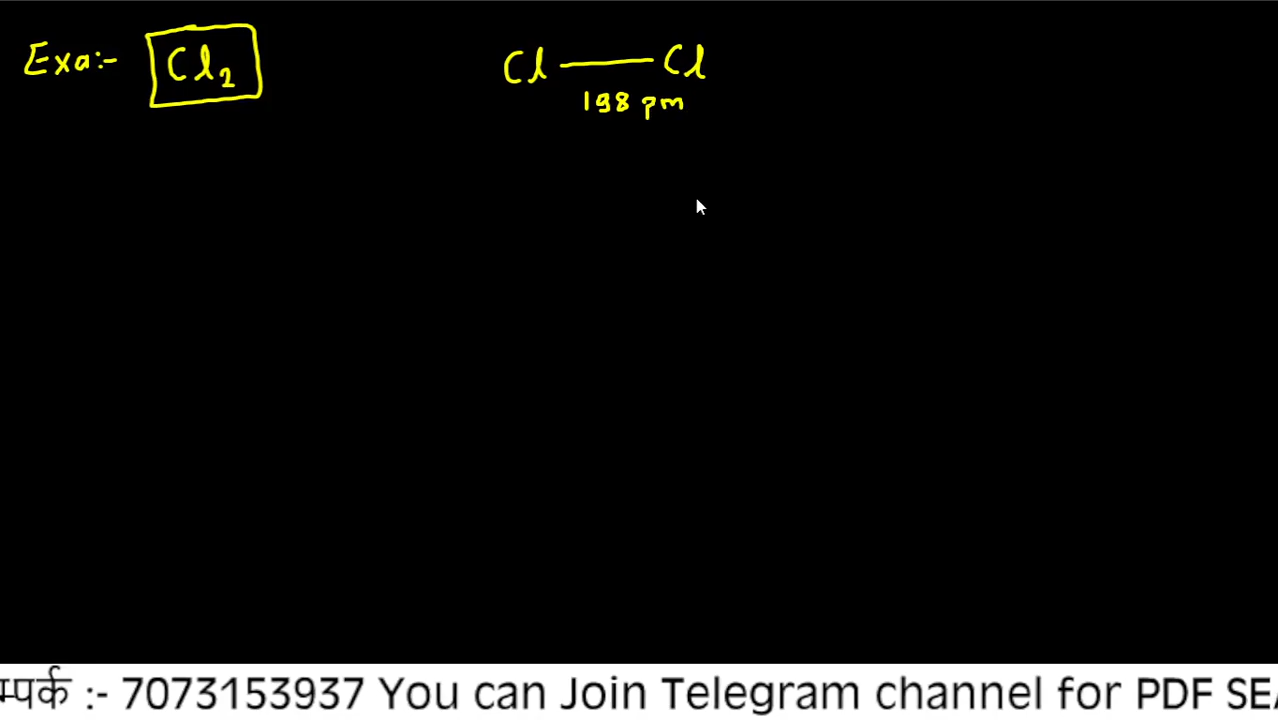 Exa:- Cl₂ Cl — Cl
198 pm
म्पर्क :- 7073153937 You can Join Telegram channel for PDF SE